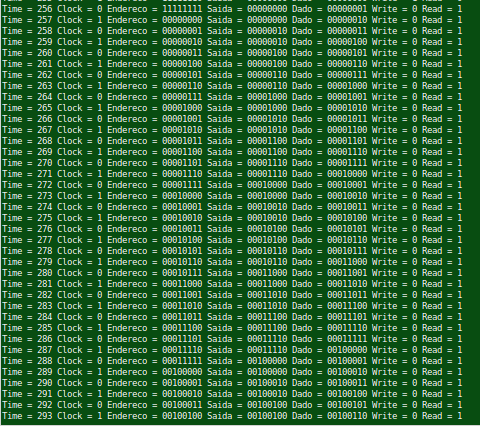 Time = 256 Clock = 0 Endereco = 11111111 Saida = 00000000 Dado = 00000001 Write = 0 Read = 1
Time = 257 Clock = 1 Endereco = 00000000 Saida = 00000000 Dado = 00000010 Write = 0 Read = 1
Time = 258 Clock = 0 Endereco = 00000001 Saida = 00000010 Dado = 00000011 Write = 0 Read = 1
Time = 259 Clock = 1 Endereco = 00000010 Saida = 00000010 Dado = 00000100 Write = 0 Read = 1
Time = 260 Clock = 0 Endereco = 00000011 Saida = 00000100 Dado = 00000101 Write = 0 Read = 1
Time = 261 Clock = 1 Endereco = 00000100 Saida = 00000100 Dado = 00000110 Write = 0 Read = 1
Time = 262 Clock = 0 Endereco = 00000101 Saida = 00000110 Dado = 00000111 Write = 0 Read = 1
Time = 263 Clock = 1 Endereco = 00000110 Saida = 00000110 Dado = 00001000 Write = 0 Read = 1
Time = 264 Clock = 0 Endereco = 00000111 Saida = 00001000 Dado = 00001001 Write = 0 Read = 1
Time = 265 Clock = 1 Endereco = 00001000 Saida = 00001000 Dado = 00001010 Write = 0 Read = 1
Time = 266 Clock = 0 Endereco = 00001001 Saida = 00001010 Dado = 00001011 Write = 0 Read = 1
Time = 267 Clock = 1 Endereco = 00001010 Saida = 00001010 Dado = 00001100 Write = 0 Read = 1
Time = 268 Clock = 0 Endereco = 00001011 Saida = 00001100 Dado = 00001101 Write = 0 Read = 1
Time = 269 Clock = 1 Endereco = 00001100 Saida = 00001100 Dado = 00001110 Write = 0 Read = 1
Time = 270 Clock = 0 Endereco = 00001101 Saida = 00001110 Dado = 00001111 Write = 0 Read = 1
Time = 271 Clock = 1 Endereco = 00001110 Saida = 00001110 Dado = 00010000 Write = 0 Read = 1
Time = 272 Clock = 0 Endereco = 00001111 Saida = 00010000 Dado = 00010001 Write = 0 Read = 1
Time = 273 Clock = 1 Endereco = 00010000 Saida = 00010000 Dado = 00010010 Write = 0 Read = 1
Time = 274 Clock = 0 Endereco = 00010001 Saida = 00010010 Dado = 00010011 Write = 0 Read = 1
Time = 275 Clock = 1 Endereco = 00010010 Saida = 00010010 Dado = 00010100 Write = 0 Read = 1
Time = 276 Clock = 0 Endereco = 00010011 Saida = 00010100 Dado = 00010101 Write = 0 Read = 1
Time = 277 Clock = 1 Endereco = 00010100 Saida = 00010100 Dado = 00010110 Write = 0 Read = 1
Time = 278 Clock = 0 Endereco = 00010101 Saida = 00010110 Dado = 00010111 Write = 0 Read = 1
Time = 279 Clock = 1 Endereco = 00010110 Saida = 00010110 Dado = 00011000 Write = 0 Read = 1
Time = 280 Clock = 0 Endereco = 00010111 Saida = 00011000 Dado = 00011001 Write = 0 Read = 1
Time = 281 Clock = 1 Endereco = 00011000 Saida = 00011000 Dado = 00011010 Write = 0 Read = 1
Time = 282 Clock = 0 Endereco = 00011001 Saida = 00011010 Dado = 00011011 Write = 0 Read = 1
Time = 283 Clock = 1 Endereco = 00011010 Saida = 00011010 Dado = 00011100 Write = 0 Read = 1
Time = 284 Clock = 0 Endereco = 00011011 Saida = 00011100 Dado = 00011101 Write = 0 Read = 1
Time = 285 Clock = 1 Endereco = 00011100 Saida = 00011100 Dado = 00011110 Write = 0 Read = 1
Time = 286 Clock = 0 Endereco = 00011101 Saida = 00011110 Dado = 00011111 Write = 0 Read = 1
Time = 287 Clock = 1 Endereco = 00011110 Saida = 00011110 Dado = 00100000 Write = 0 Read = 1
Time = 288 Clock = 0 Endereco = 00011111 Saida = 00100000 Dado = 00100001 Write = 0 Read = 1
Time = 289 Clock = 1 Endereco = 00100000 Saida = 00100000 Dado = 00100010 Write = 0 Read = 1
Time = 290 Clock = 0 Endereco = 00100001 Saida = 00100010 Dado = 00100011 Write = 0 Read = 1
Time = 291 Clock = 1 Endereco = 00100010 Saida = 00100010 Dado = 00100100 Write = 0 Read = 1
Time = 292 Clock = 0 Endereco = 00100011 Saida = 00100100 Dado = 00100101 Write = 0 Read = 1
Time = 293 Clock = 1 Endereco = 00100100 Saida = 00100100 Dado = 00100110 Write = 0 Read = 1